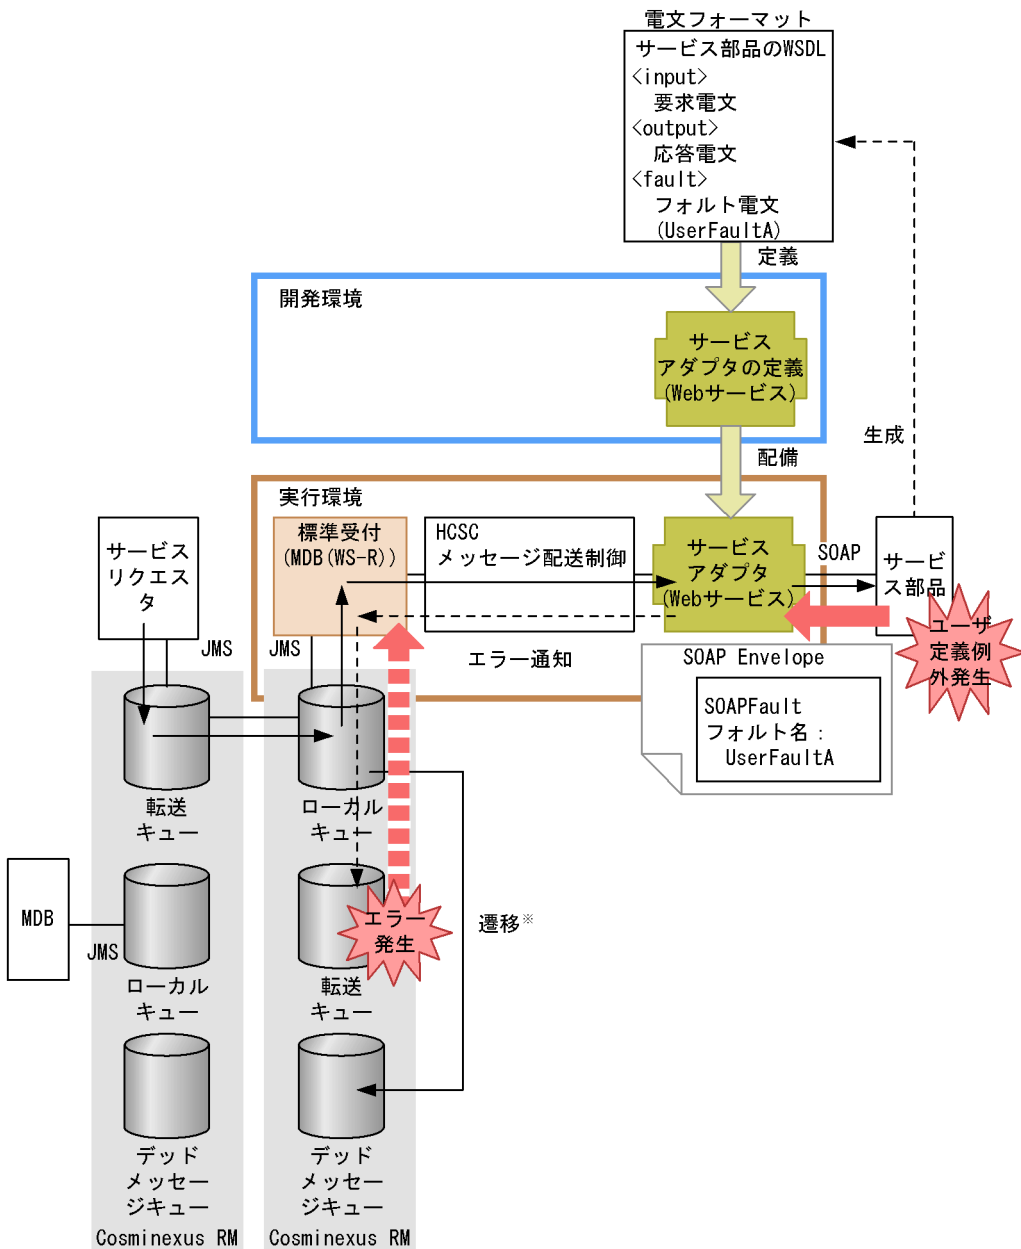 電文フォーマット
サービス部品のWSDL
<input>
要求電文
<output>
応答電文
<fault>
フォルト電文
(UserFaultA)
定義
開発環境
サービス
アダプタの定義
(Webサービス)
生成
配備
実行環境
サービス
リクエス
タ
標準受付
(MDB(WS-R))
HCSC
メッセージ配送制御
サービス
アダプタ
(Webサービス)
SOAP
サービ
ス部品
ユーザ
定義例
外発生
JMS
JMS
エラー通知
SOAP Envelope
SOAPFault
フォルト名:
UserFaultA
転送
キュー
ローカル
キュー
MDB
JMS
エラー
発生
遷移※
ローカル
キュー
転送
キュー
デッド
メッセー
ジキュー
デッド
メッセー
ジキュー
Cosminexus RM
Cosminexus RM